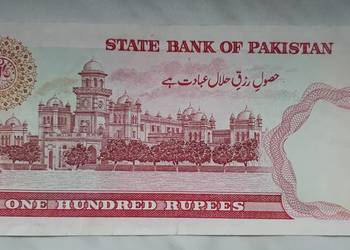 STATE BANK OF PAKISTAN
حصول رزق حلال عبادت ہے
ONE HUNDRED RUPEES